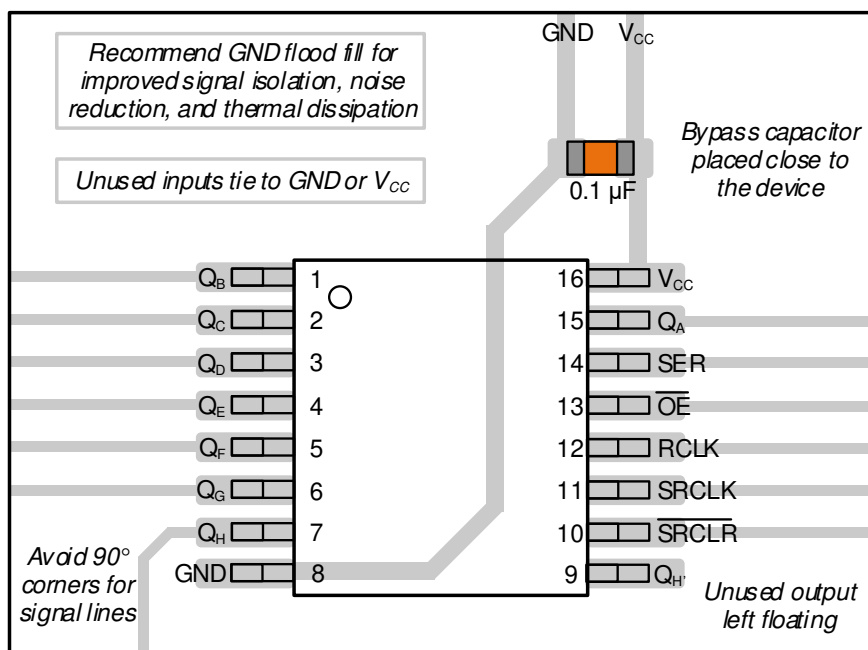 GND VCC
Recommend GND flood fill for
improved signal isolation, noise
reduction, and thermal dissipation
Unused inputs tie to GND or VCC
Bypass capacitor
placed close to
the device
0.1 µF
QB 1 16 VCC
QC 2 15 QA
QD 3 14 SER
QE 4 13 OE
QF 5 12 RCLK
QG 6 11 SRCLK
QH 7 10 SRCLR
GND 8 9 QH'
Avoid 90°
corners for
signal lines
Unused output
left floating